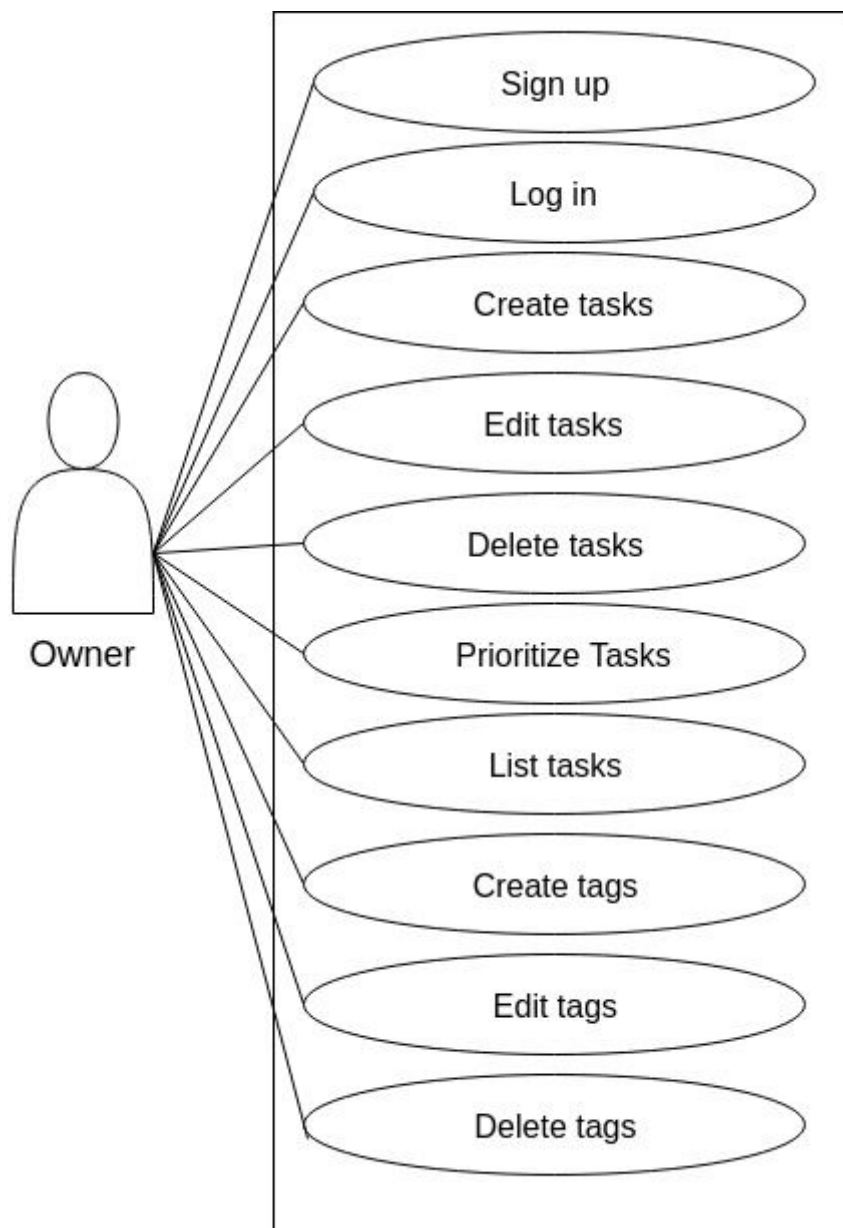 Sign up
Log in
Create tasks
Edit tasks
Delete tasks
Owner
Prioritize Tasks
List tasks
Create tags
Edit tags
Delete tags